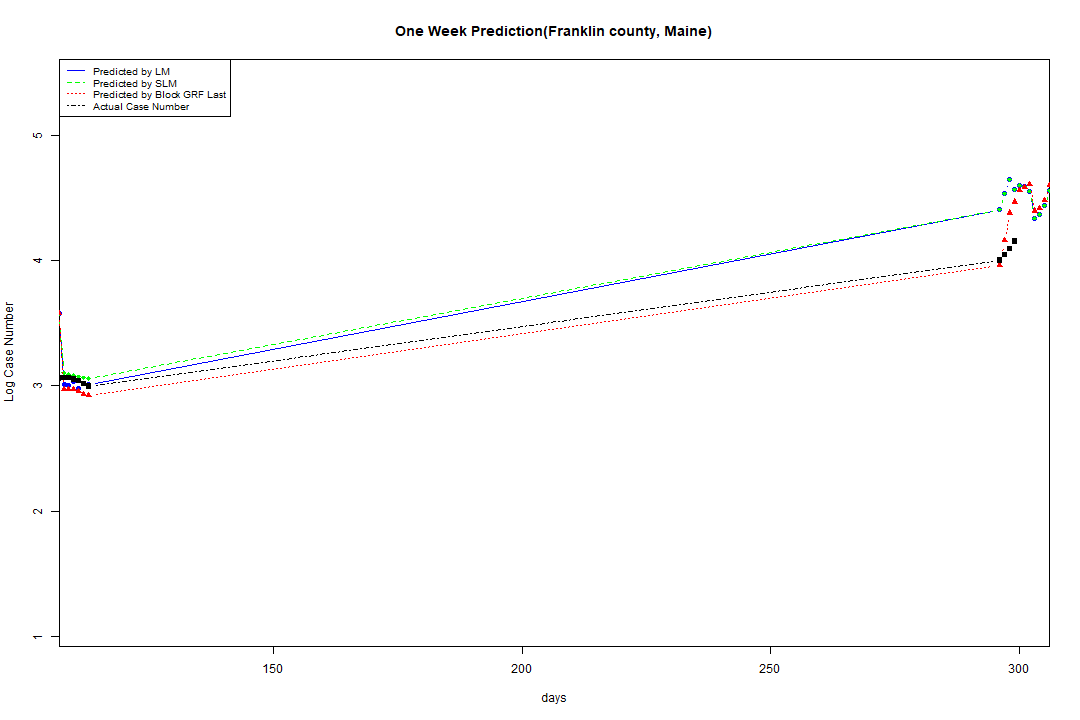 One Week Prediction(Franklin county, Maine)
Predicted by LM
Predicted by SLM
Predicted by Block GRF Last
Actual Case Number
5
4
3
2
1
Log Case Number
150
200
250
300
days